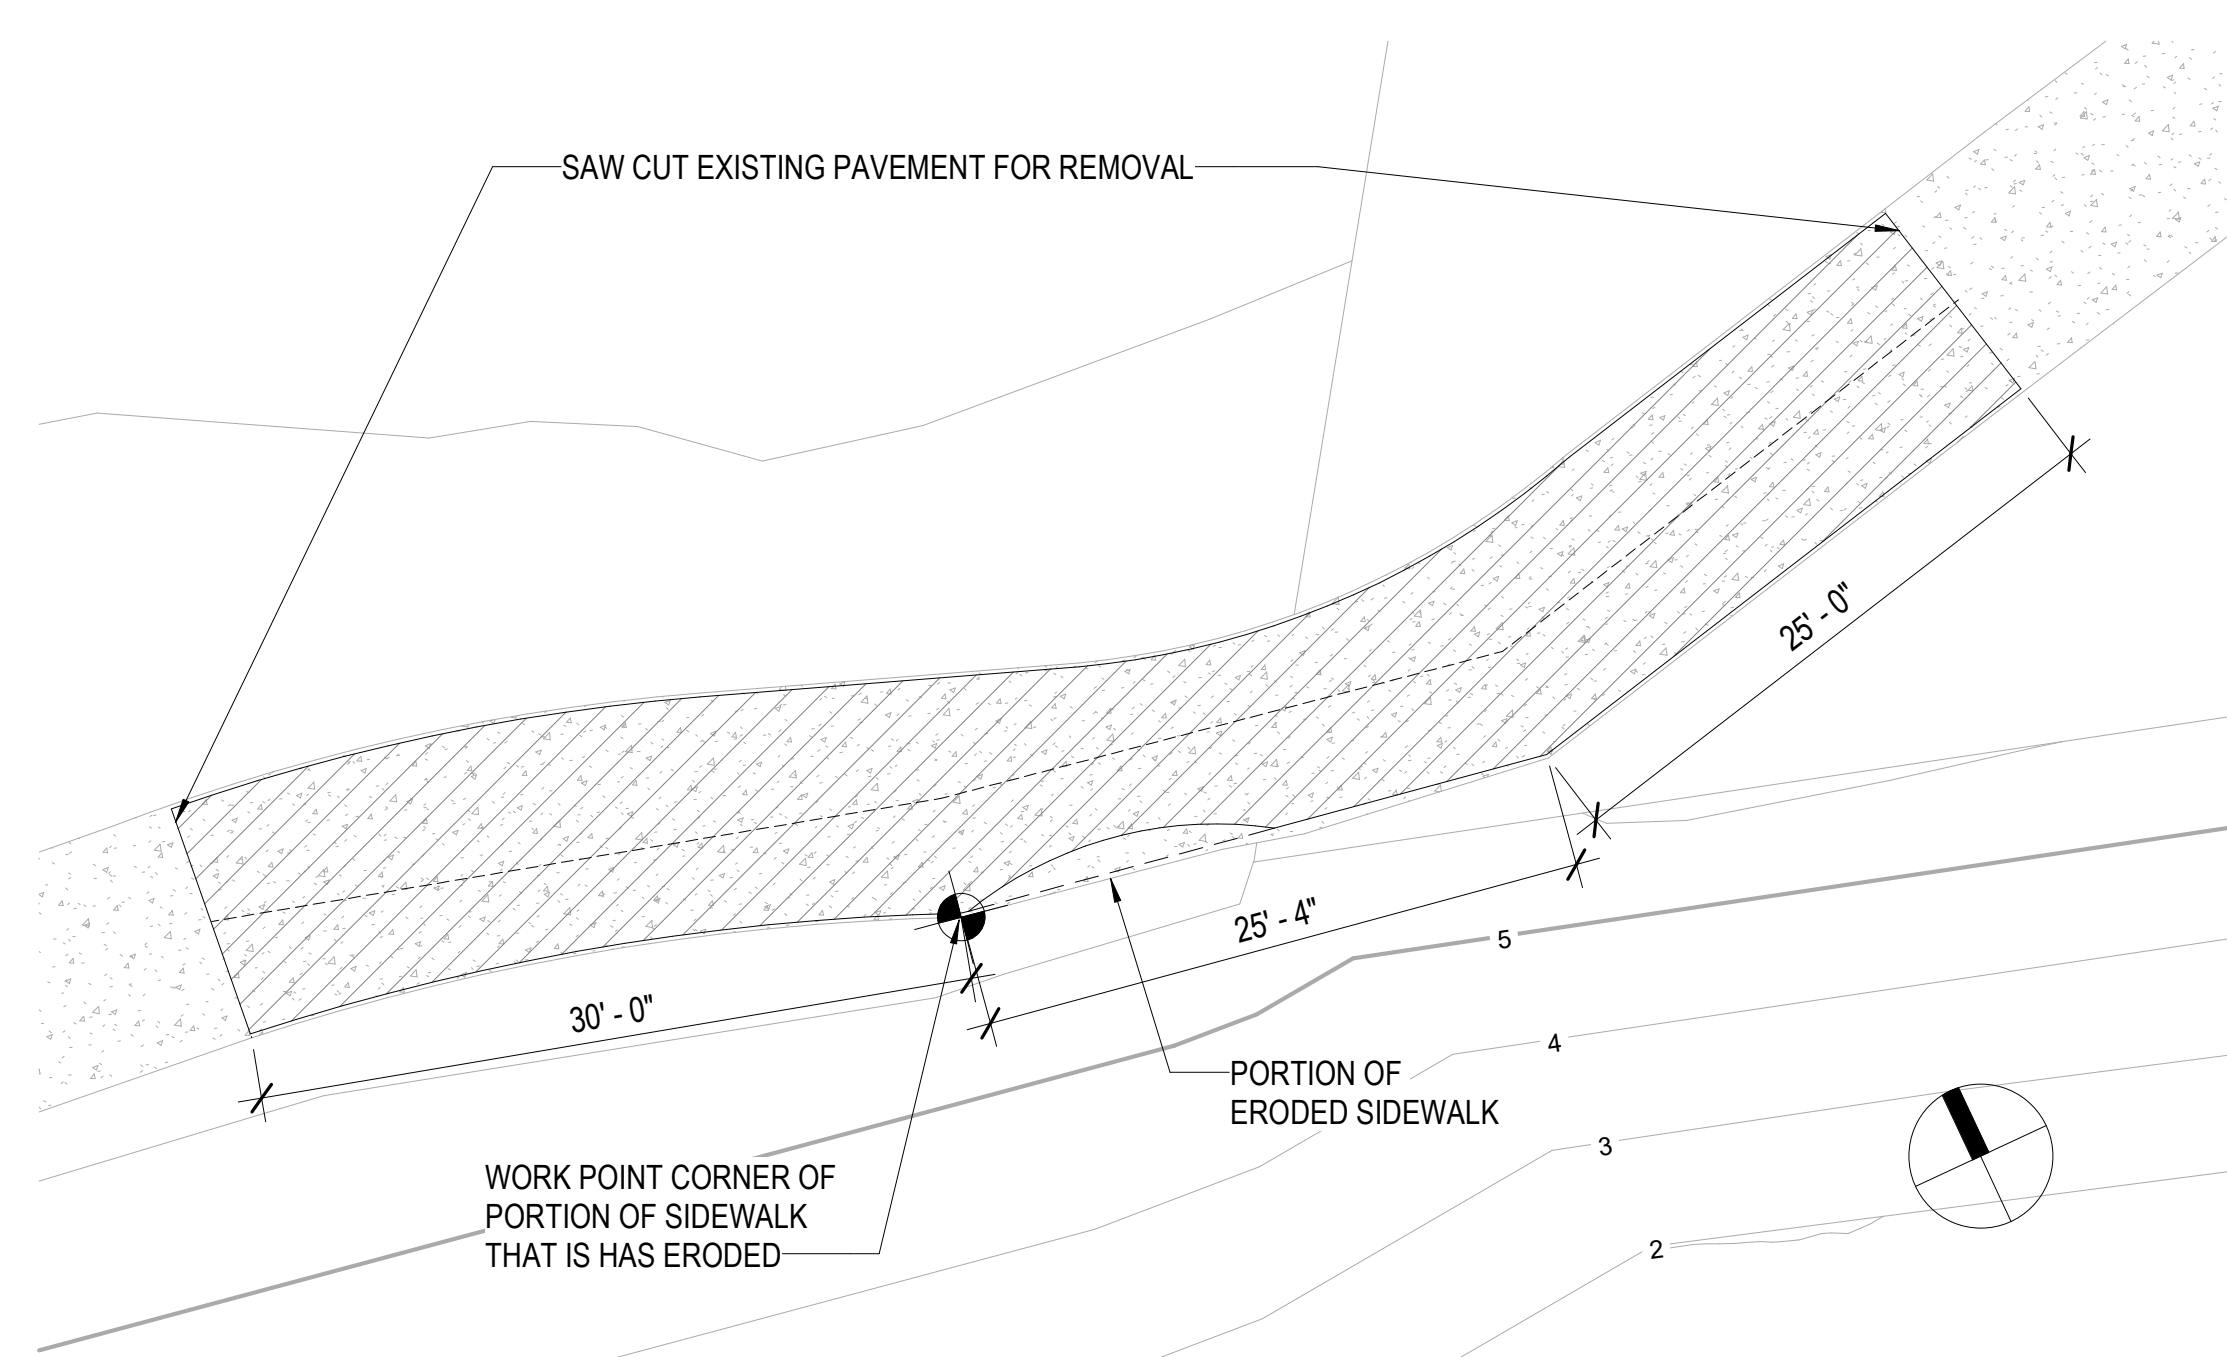 SAW CUT EXISTING PAVEMENT FOR REMOVAL
25' - 0"
25' - 4"
30' - 0"
5
4
PORTION OF
ERODED SIDEWALK
3
WORK POINT CORNER OF
PORTION OF SIDEWALK
THAT IS HAS ERODED
2